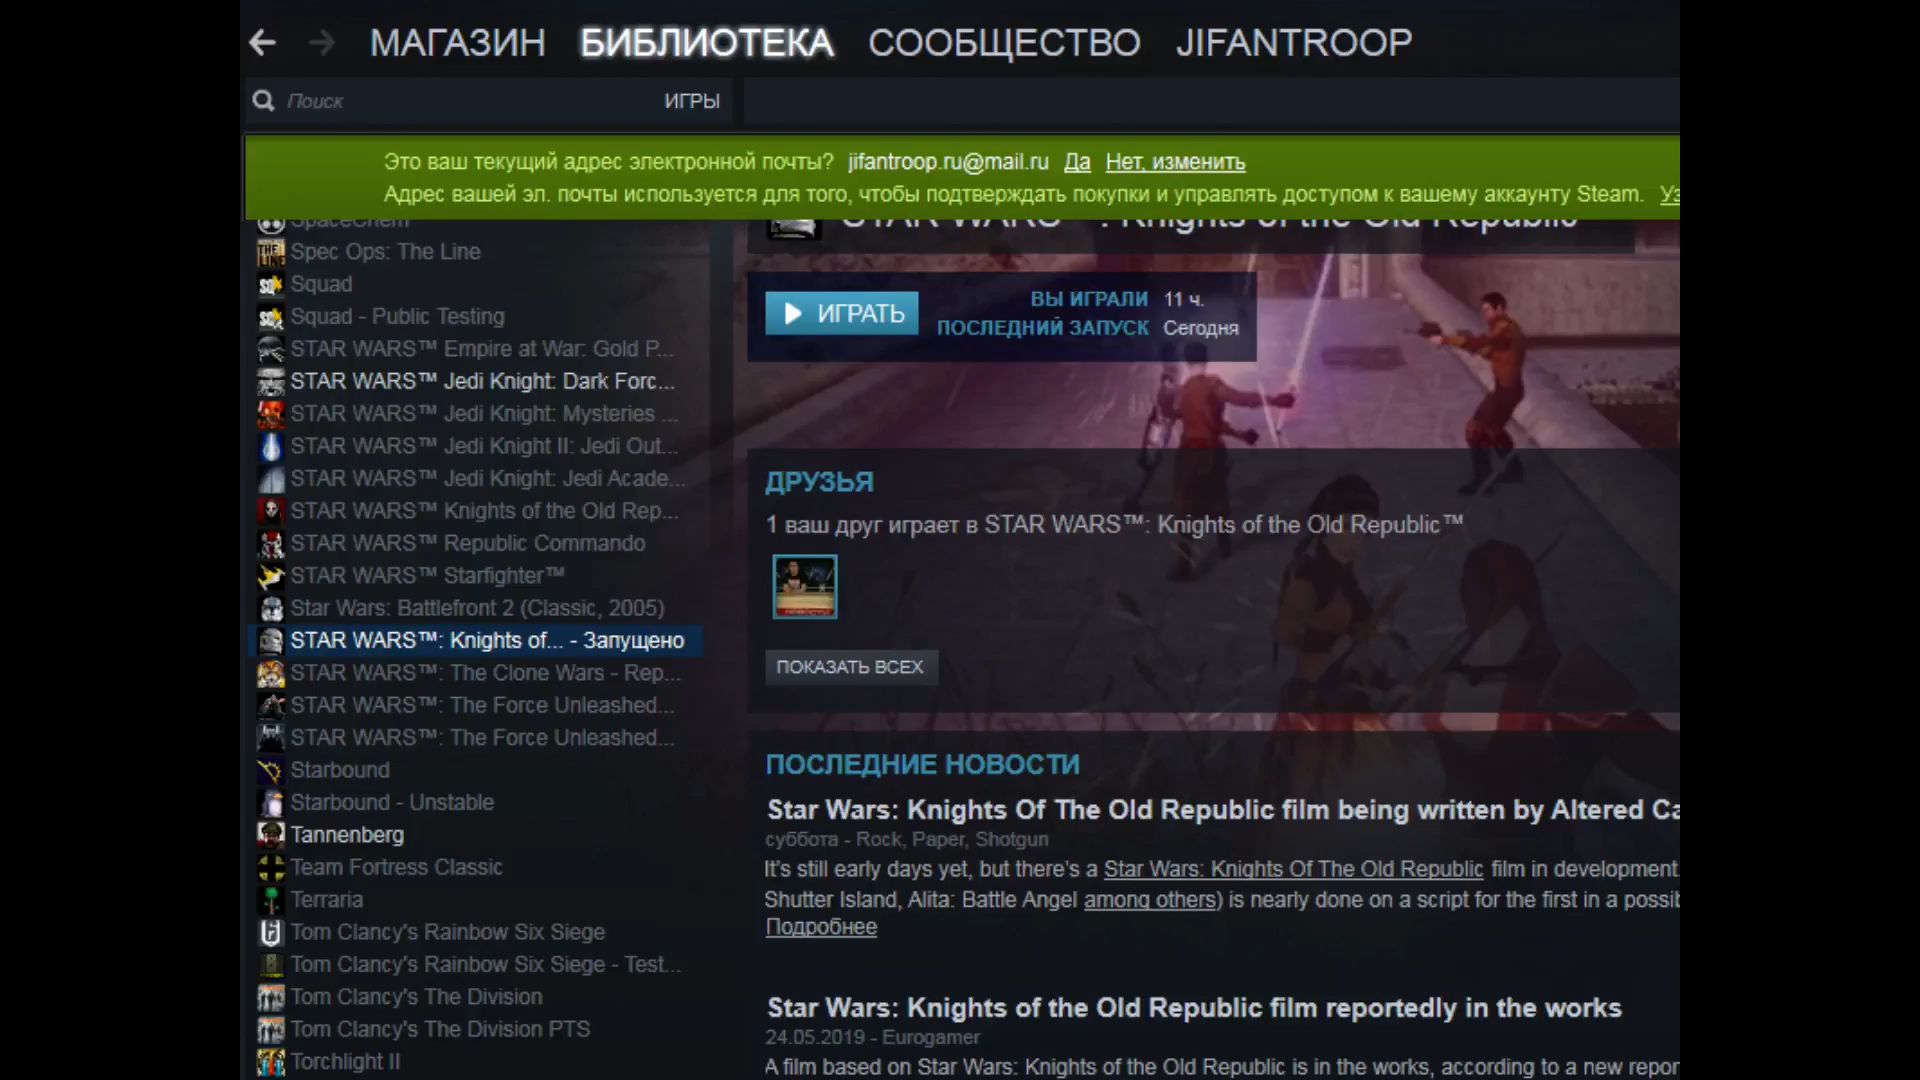 МАГАЗИН БИБЛИОТЕКА СООБЩЕСТВО JIFANTROOP
Поиск ИГРЫ
Это ваш текущий адрес электронной почты? jifantroop.ru@mail.ru Да Нет, изменить
Адрес вашей эл. почты используется для того, чтобы подтверждать покупки и управлять доступом к вашему аккаунту Steam. Уз
SpaceChem
Spec Ops: The Line
Squad
Squad - Public Testing
STAR WARS™ Empire at War: Gold P...
STAR WARS™ Jedi Knight: Dark Forc...
STAR WARS™ Jedi Knight: Mysteries ...
STAR WARS™ Jedi Knight II: Jedi Out...
STAR WARS™ Jedi Knight: Jedi Acade...
STAR WARS™ Knights of the Old Rep...
STAR WARS™ Republic Commando
STAR WARS™ Starfighter™
Star Wars: Battlefront 2 (Classic, 2005)
STAR WARS™: Knights of... - Запущено
STAR WARS™: The Clone Wars - Rep...
STAR WARS™: The Force Unleashed...
STAR WARS™: The Force Unleashed...
Starbound
Starbound - Unstable
Tannenberg
Team Fortress Classic
Terraria
Tom Clancy's Rainbow Six Siege
Tom Clancy's Rainbow Six Siege - Test...
Tom Clancy's The Division
Tom Clancy's The Division PTS
Torchlight II
STAR WARS™: Knights of the Old Republic™
ИГРАТЬ
ВЫ ИГРАЛИ 11 ч.
ПОСЛЕДНИЙ ЗАПУСК Сегодня
ДРУЗЬЯ
1 ваш друг играет в STAR WARS™: Knights of the Old Republic™
ПОКАЗАТЬ ВСЕХ
ПОСЛЕДНИЕ НОВОСТИ
Star Wars: Knights Of The Old Republic film being written by Altered Ca
суббота - Rock, Paper, Shotgun
It's still early days yet, but there's a Star Wars: Knights Of The Old Republic film in development.
Shutter Island, Alita: Battle Angel among others) is nearly done on a script for the first in a possib
Подробнее
Star Wars: Knights of the Old Republic film reportedly in the works
24.05.2019 - Eurogamer
A film based on Star Wars: Knights of the Old Republic is in the works, according to a new repor